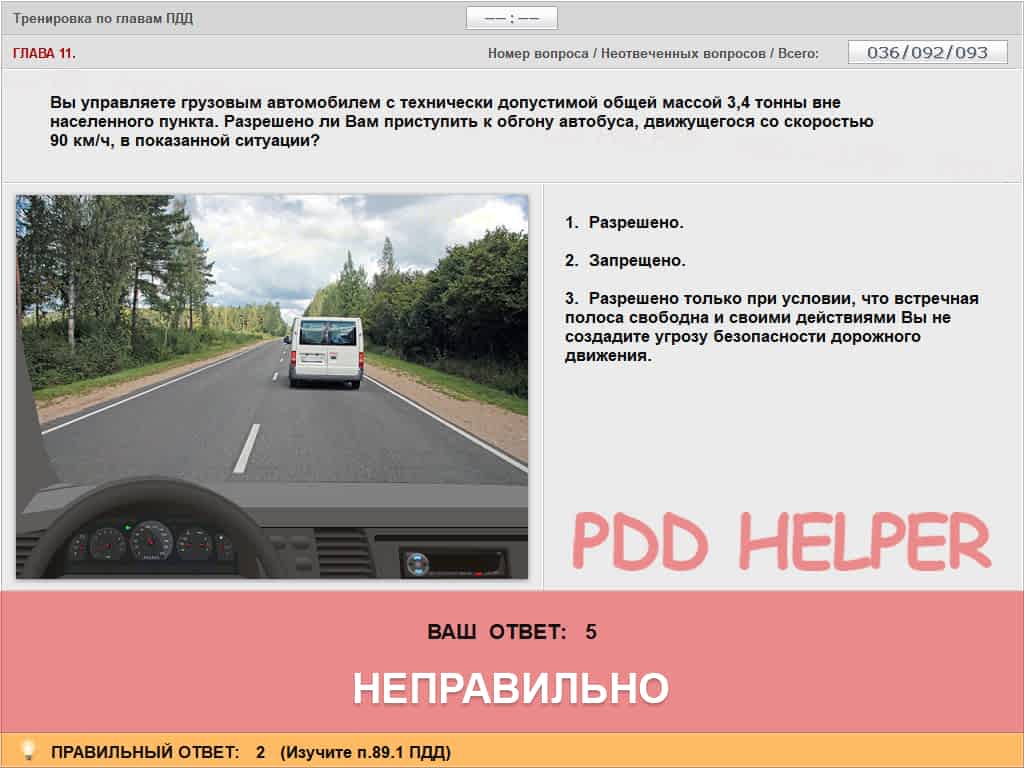 Тренировка по главам ПДД
—— : ——
ГЛАВА 11.
Номер вопроса / Неотвеченных вопросов / Всего:
036/092/093
Вы управляете грузовым автомобилем с технически допустимой общей массой 3,4 тонны вне
населенного пункта. Разрешено ли Вам приступить к обгону автобуса, движущегося со скоростью
90 км/ч, в показанной ситуации?
1. Разрешено.
2. Запрещено.
3. Разрешено только при условии, что встречная
полоса свободна и своими действиями Вы не
создадите угрозу безопасности дорожного
движения.
PDD HELPER
ВАШ ОТВЕТ: 5
НЕПРАВИЛЬНО
ПРАВИЛЬНЫЙ ОТВЕТ: 2 (Изучите п.89.1 ПДД)